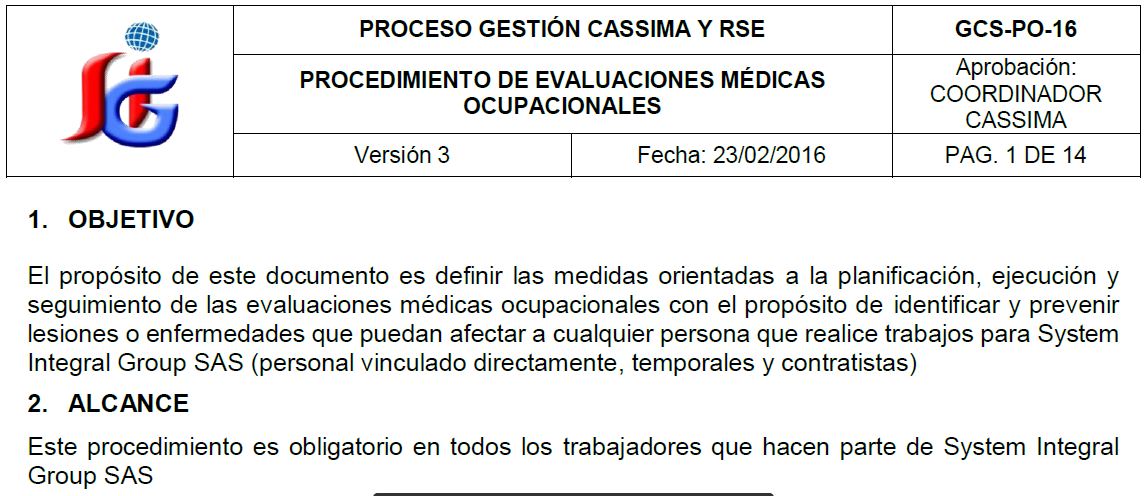 PROCESO GESTIÓN CASSIMA Y RSE
GCS-PO-16
PROCEDIMIENTO DE EVALUACIONES MÉDICAS
OCUPACIONALES
Aprobación:
COORDINADOR
CASSIMA
SiG
Versión 3
Fecha: 23/02/2016
PAG. 1 DE 14
1. OBJETIVO
El propósito de este documento es definir las medidas orientadas a la planificación, ejecución y
seguimiento de las evaluaciones médicas ocupacionales con el propósito de identificar y prevenir
lesiones o enfermedades que puedan afectar a cualquier persona que realice trabajos para System
Integral Group SAS (personal vinculado directamente, temporales y contratistas)
2. ALCANCE
Este procedimiento es obligatorio en todos los trabajadores que hacen parte de System Integral
Group SAS